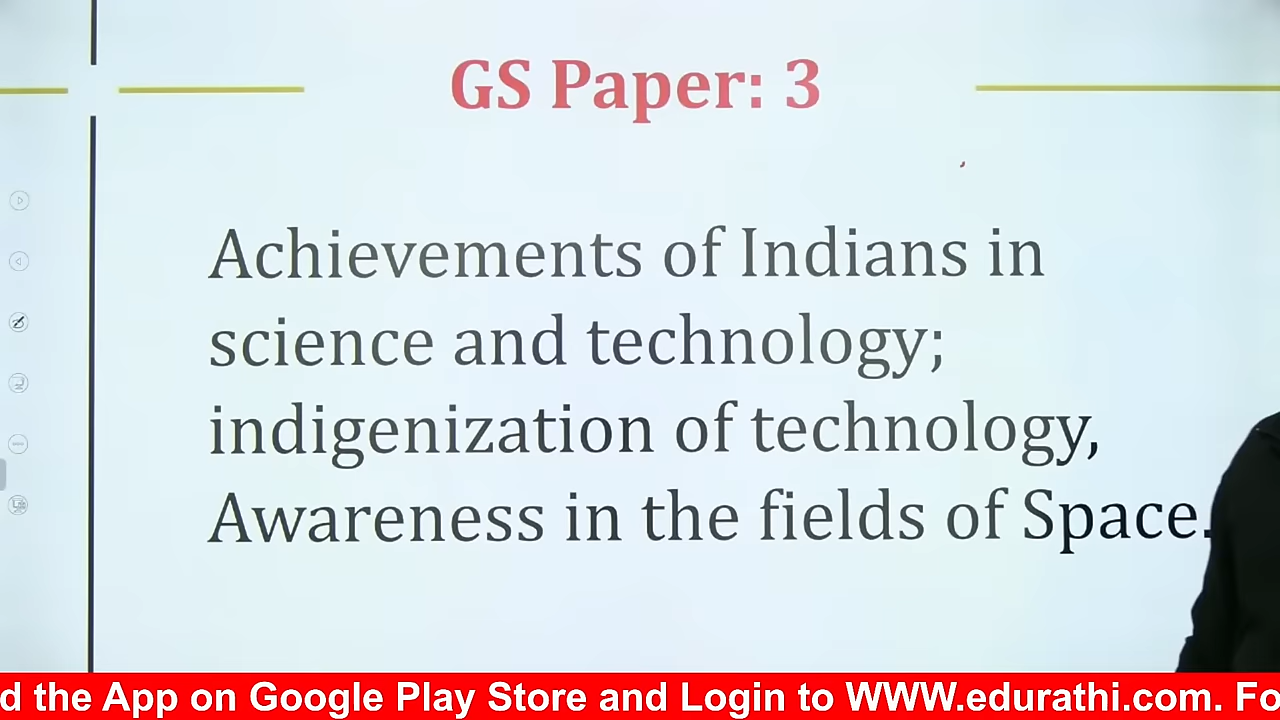 GS Paper: 3
Achievements of Indians in
science and technology;
indigenization of technology,
Awareness in the fields of Space.
d the App on Google Play Store and Login to WWW.edurathi.com. Fo